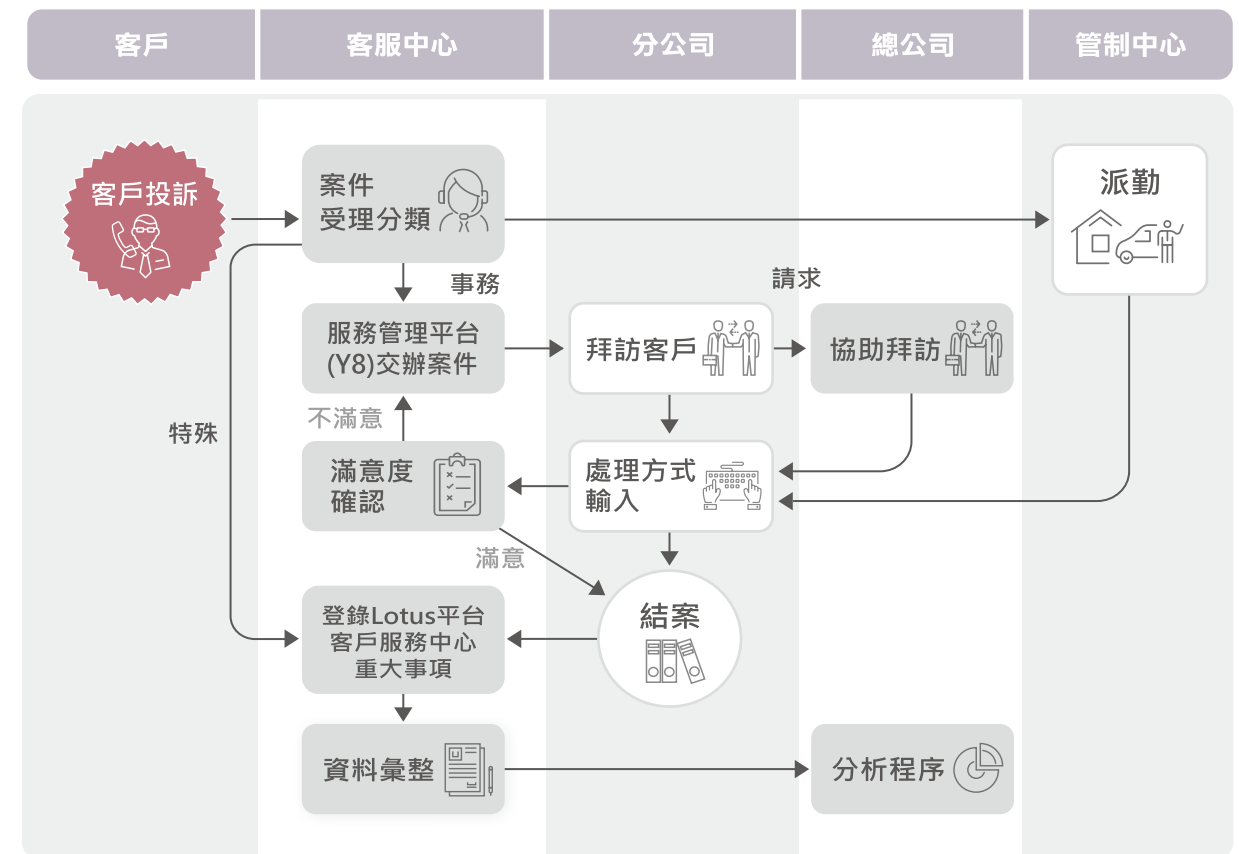 客戶
客服中心
分公司
總公司
管制中心
客戶投訴
案件
受理分類
派勤
事務
請求
服務管理平台
(Y8)交辦案件
拜訪客戶
協助拜訪
不滿意
特殊
滿意度
確認
處理方式
輸入
滿意
登錄Lotus平台
客戶服務中心
重大事項
結案
資料彙整
分析程序